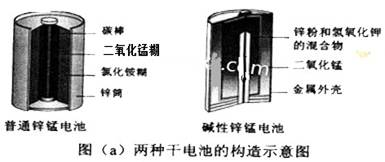 碳棒
二氧化锰糊
氯化铵糊
锌筒
普通锌锰电池
锌粉和氢氧化钾
的混合物
二氧化锰
金属外壳
碱性锌锰电池
图（a）两种干电池的构造示意图